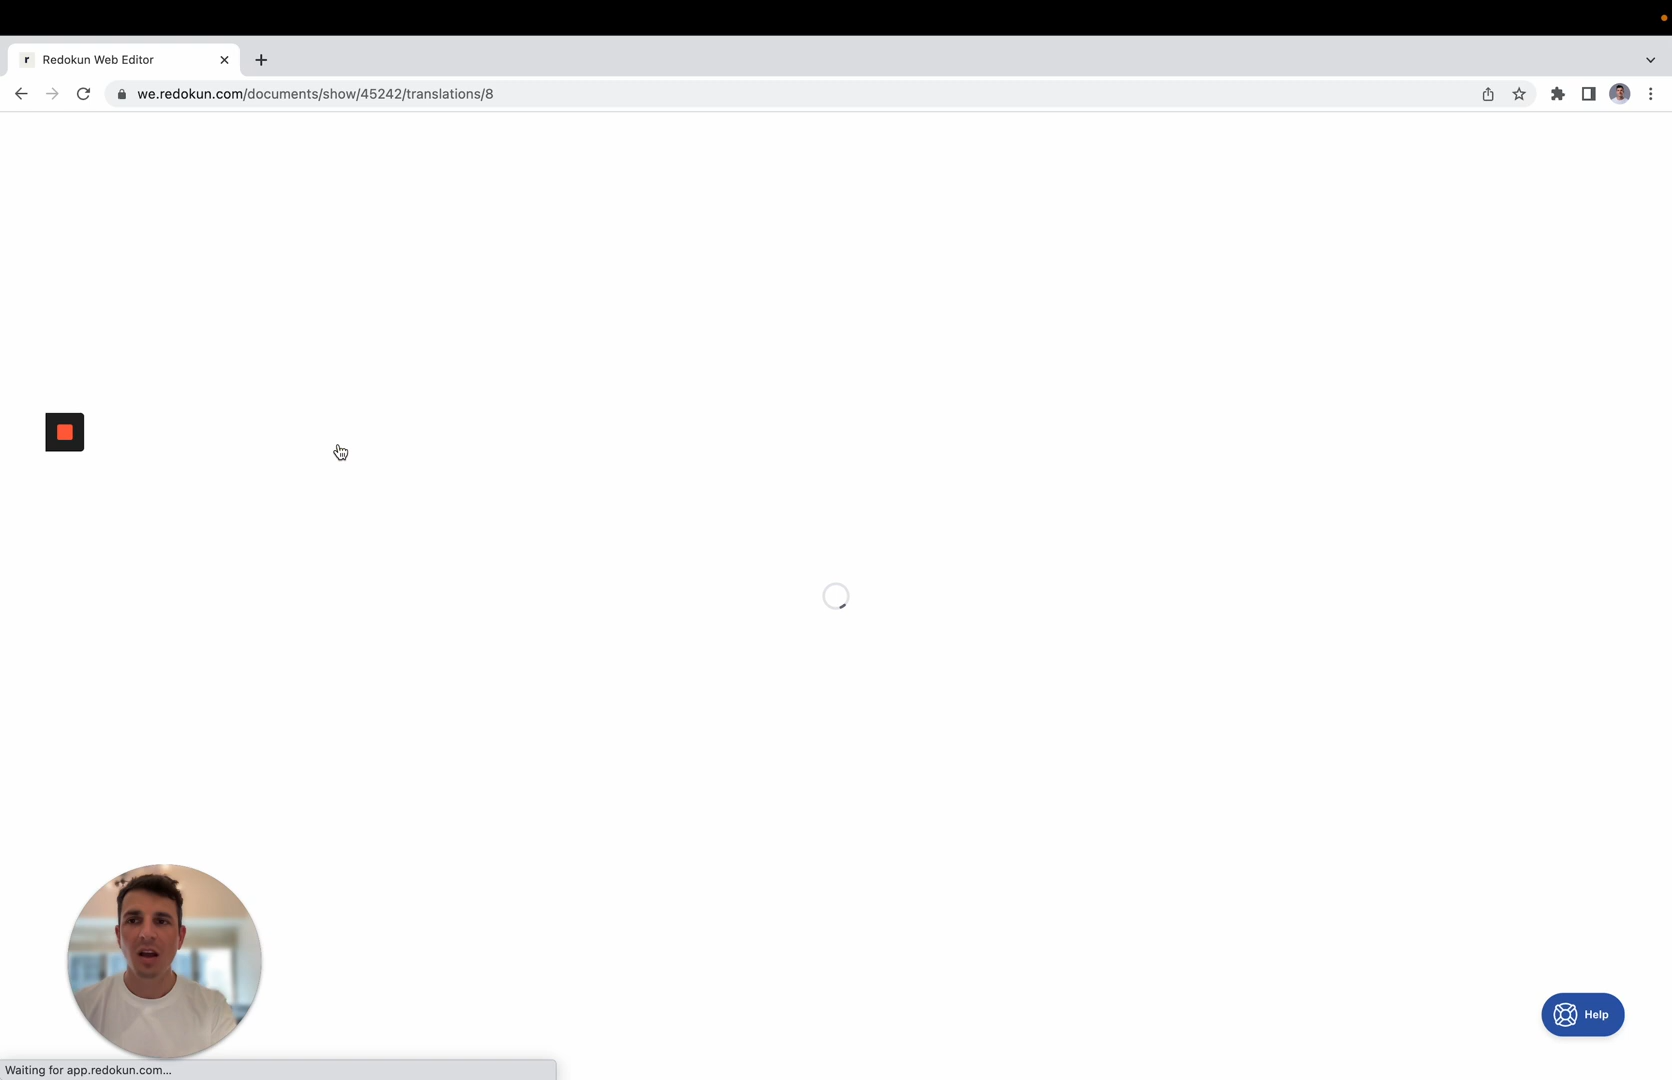 r Redokun Web Editor
we.redokun.com/documents/show/45242/translations/8
Help
Waiting for app.redokun.com...